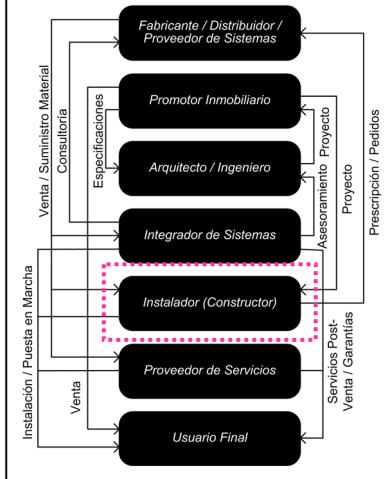 Fabricante / Distribuidor /
Proveedor de Sistemas
Promotor Inmobiliario
Arquitecto / Ingeniero
Integrador de Sistemas
Instalador (Constructor)
Proveedor de Servicios
Usuario Final
Venta / Suministro Material
Consultoría
Especificaciones
Instalación / Puesta en Marcha
Venta
Asesoramiento
Proyecto
Proyecto
Prescripción / Pedidos
Servicios Post-
Venta / Garantías